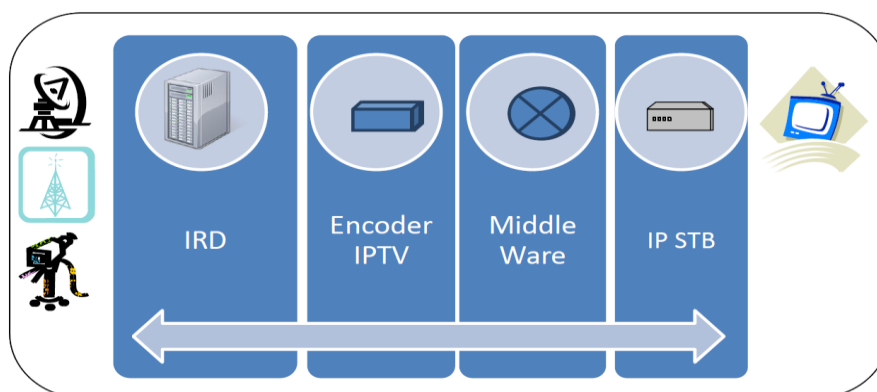 IRD
Encoder
IPTV
Middle
Ware
IP STB